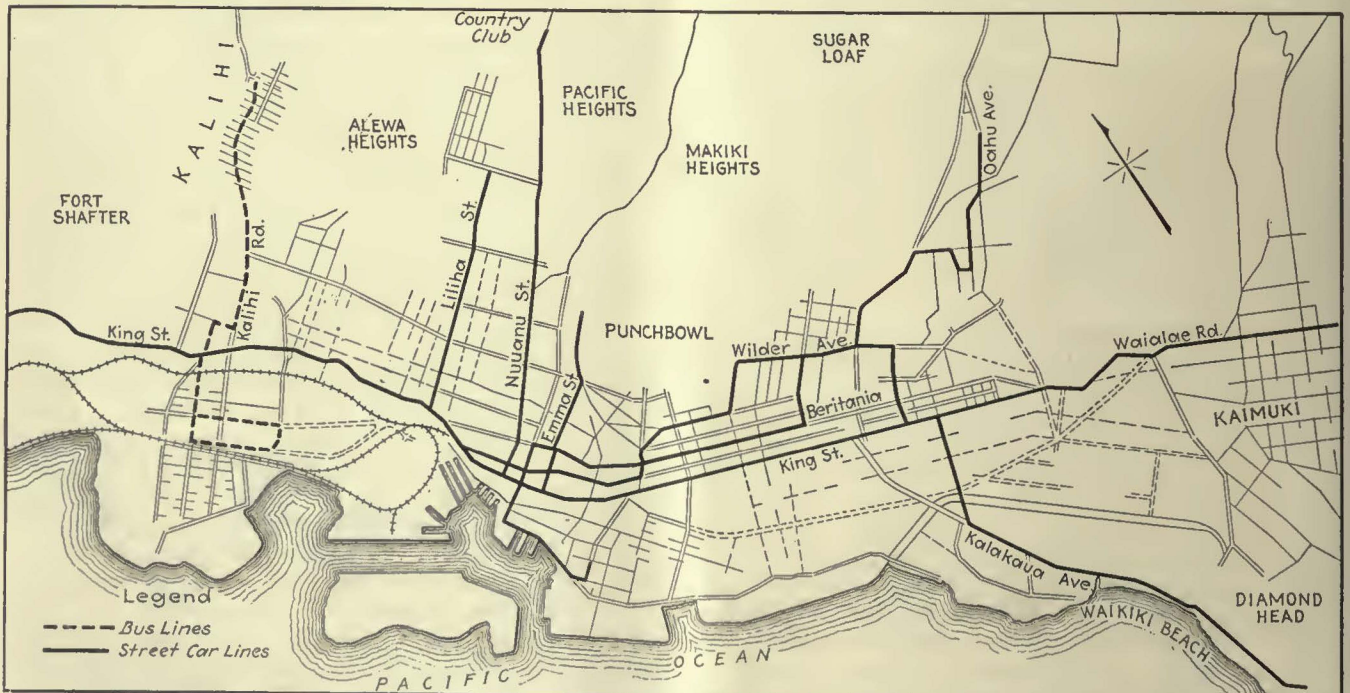 Country
Club
SUGAR
LOAF
KALIHI
PACIFIC
HEIGHTS
ALEWA
HEIGHTS
Oahu Ave.
MAKIKI
HEIGHTS
FORT
SHAFTER
Kalihi Rd.
Liliha St.
Nuuanu St.
King St.
Emma St.
PUNCHBOWL
Wilder Ave.
Waialae Rd.
Beritania
KAIMUKI
King St.
Kalakaua Ave.
Legend
Bus Lines
Street Car Lines
WAIKIKI BEACH
DIAMOND
HEAD
PACIFIC OCEAN